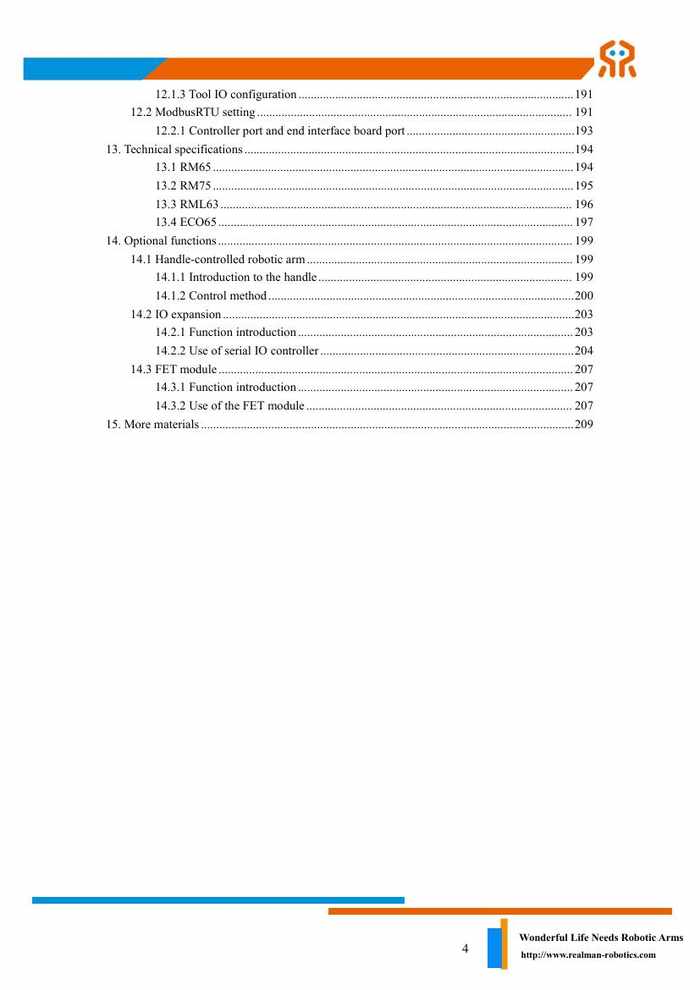 12.1.3 Tool IO configuration ........................................................................................... 191
12.2 ModbusRTU setting ........................................................................................................ 191
12.2.1 Controller port and end interface board port ....................................................... 193
13. Technical specifications ............................................................................................................ 194
13.1 RM65 ....................................................................................................................... 194
13.2 RM75 ....................................................................................................................... 195
13.3 RML63 .................................................................................................................... 196
13.4 ECO65 ..................................................................................................................... 197
14. Optional functions ..................................................................................................................... 199
14.1 Handle-controlled robotic arm ........................................................................................ 199
14.1.1 Introduction to the handle .................................................................................... 199
14.1.2 Control method ..................................................................................................... 200
14.2 IO expansion .................................................................................................................... 203
14.2.1 Function introduction ........................................................................................... 203
14.2.2 Use of serial IO controller .................................................................................... 204
14.3 FET module ..................................................................................................................... 207
14.3.1 Function introduction ........................................................................................... 207
14.3.2 Use of the FET module ........................................................................................ 207
15. More materials .......................................................................................................................... 209
4
Wonderful Life Needs Robotic Arms
http://www.realman-robotics.com